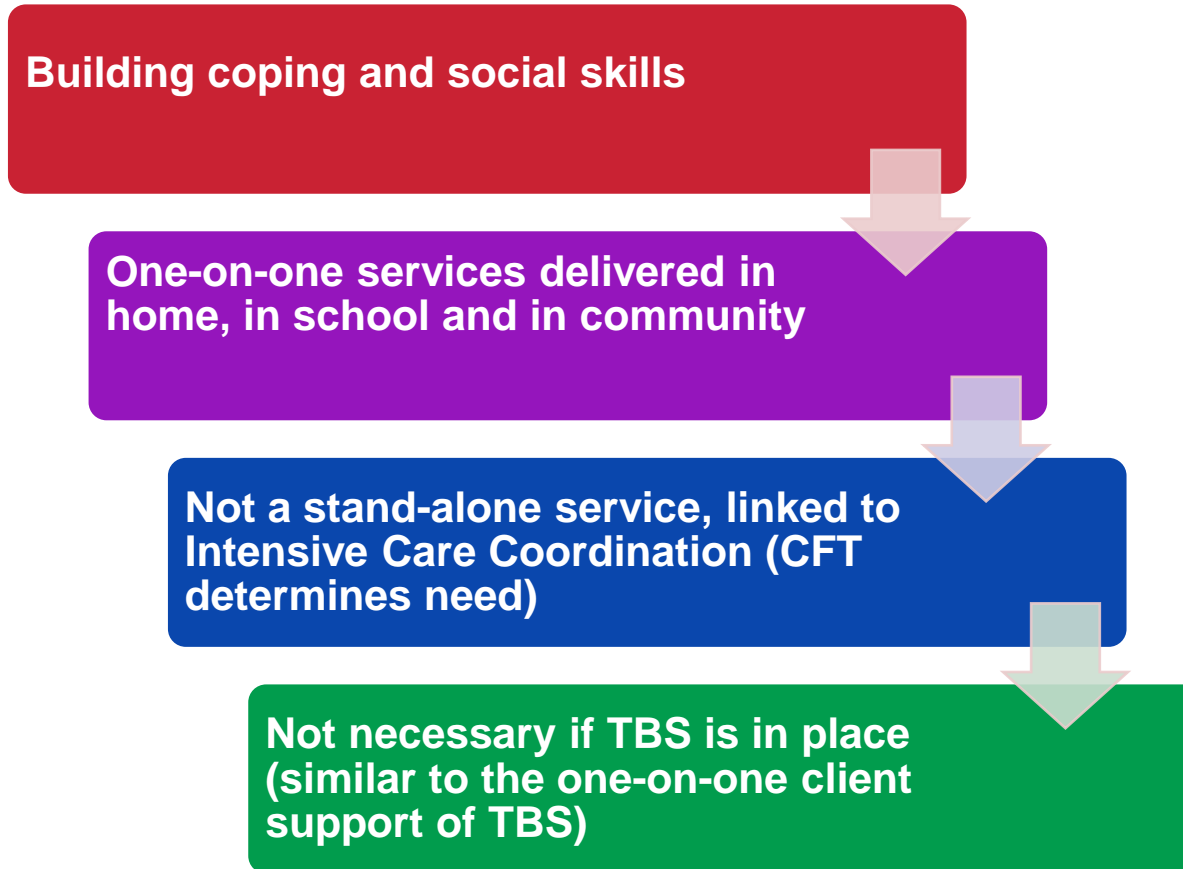 Building coping and social skills
One-on-one services delivered in
home, in school and in community
Not a stand-alone service, linked to
Intensive Care Coordination (CFT
determines need)
Not necessary if TBS is in place
(similar to the one-on-one client
support of TBS)